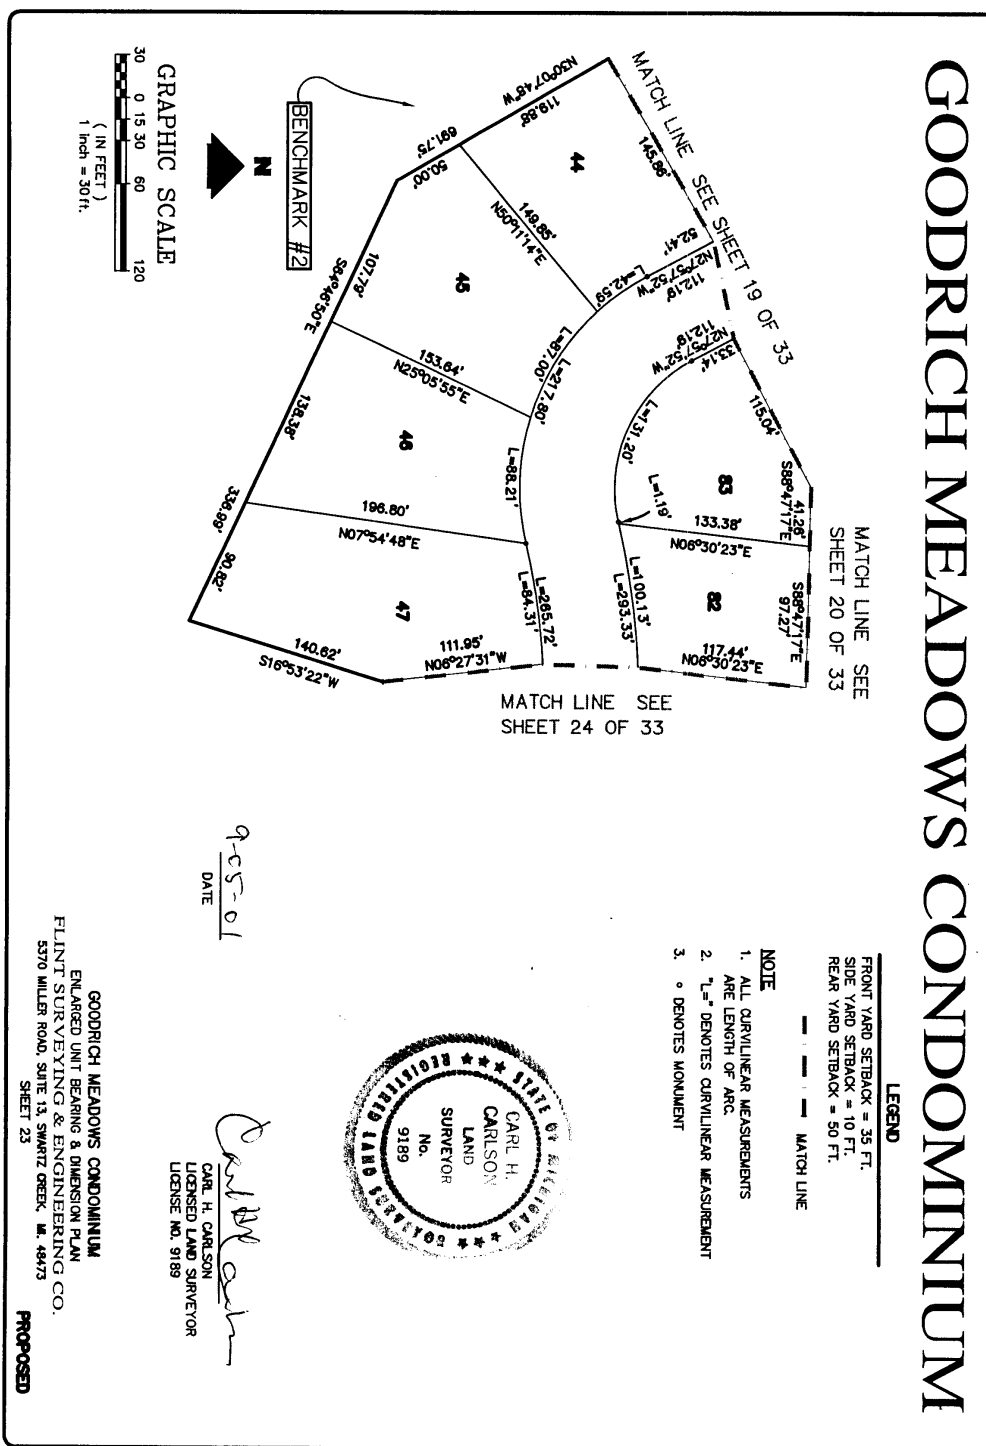 GOODRICH MEADOWS CONDOMINIUM
MATCH LINE SEE SHEET 19 OF 33
MATCH LINE SEE
SHEET 20 OF 33
MATCH LINE SEE
SHEET 24 OF 33
N30°07'48"W
119.88'
691.75'
50.00'
145.86'
44
52.41'
N27°57'52"W
112.19'
L=42.59'
149.85'
N50°11'14"E
45
107.79'
S64°46'50"E
L=87.00'
L=217.80'
153.64'
N25°05'55"E
46
138.38'
336.99'
L=88.21'
196.80'
N07°54'48"E
47
90.82'
L=265.72'
L=84.31'
140.62'
S16°53'22"W
111.95'
N06°27'31"W
33.14'
N27°57'52"W
112.19'
115.04'
L=131.20'
83
L=1.19'
41.26'
S88°47'17"E
133.38'
N06°30'23"E
82
S88°47'17"E
97.27'
L=100.13'
L=293.33'
117.44'
N06°30'23"E
BENCHMARK #2
N
GRAPHIC SCALE
30 0 15 30 60 120
( IN FEET )
1 inch = 30 ft.
LEGEND
FRONT YARD SETBACK = 35 FT.
SIDE YARD SETBACK = 10 FT.
REAR YARD SETBACK = 50 FT.
MATCH LINE
NOTE
1. ALL CURVILINEAR MEASUREMENTS
ARE LENGTH OF ARC.
2. "L=" DENOTES CURVILINEAR MEASUREMENT
3. ° DENOTES MONUMENT
STATE OF MICHIGAN
REGISTERED LAND SURVEYOR
CARL H.
CARLSON
LAND
SURVEYOR
No.
9189
9-05-01
DATE
Carl H Carlson
CARL H. CARLSON
LICENSED LAND SURVEYOR
LICENSE NO. 9189
GOODRICH MEADOWS CONDOMINIUM
ENLARGED UNIT BEARING & DIMENSION PLAN
FLINT SURVEYING & ENGINEERING CO.
5370 MILLER ROAD, SUITE 13, SWARTZ CREEK, MI. 48473
SHEET 23
PROPOSED